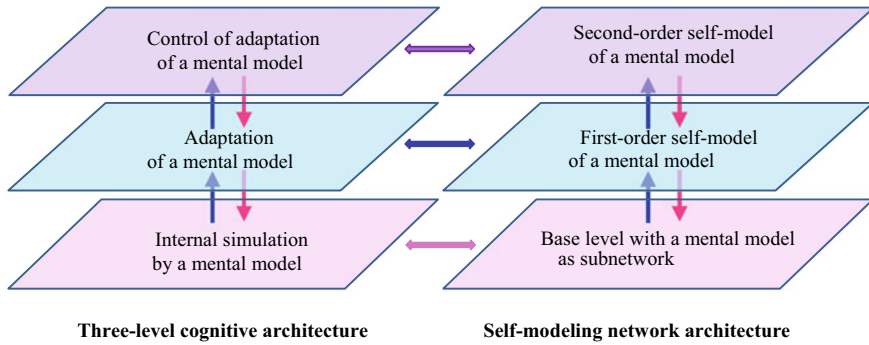 Control of adaptation
of a mental model
Second-order self-model
of a mental model
Adaptation
of a mental model
First-order self-model
of a mental model
Internal simulation
by a mental model
Base level with a mental model
as subnetwork
Three-level cognitive architecture
Self-modeling network architecture